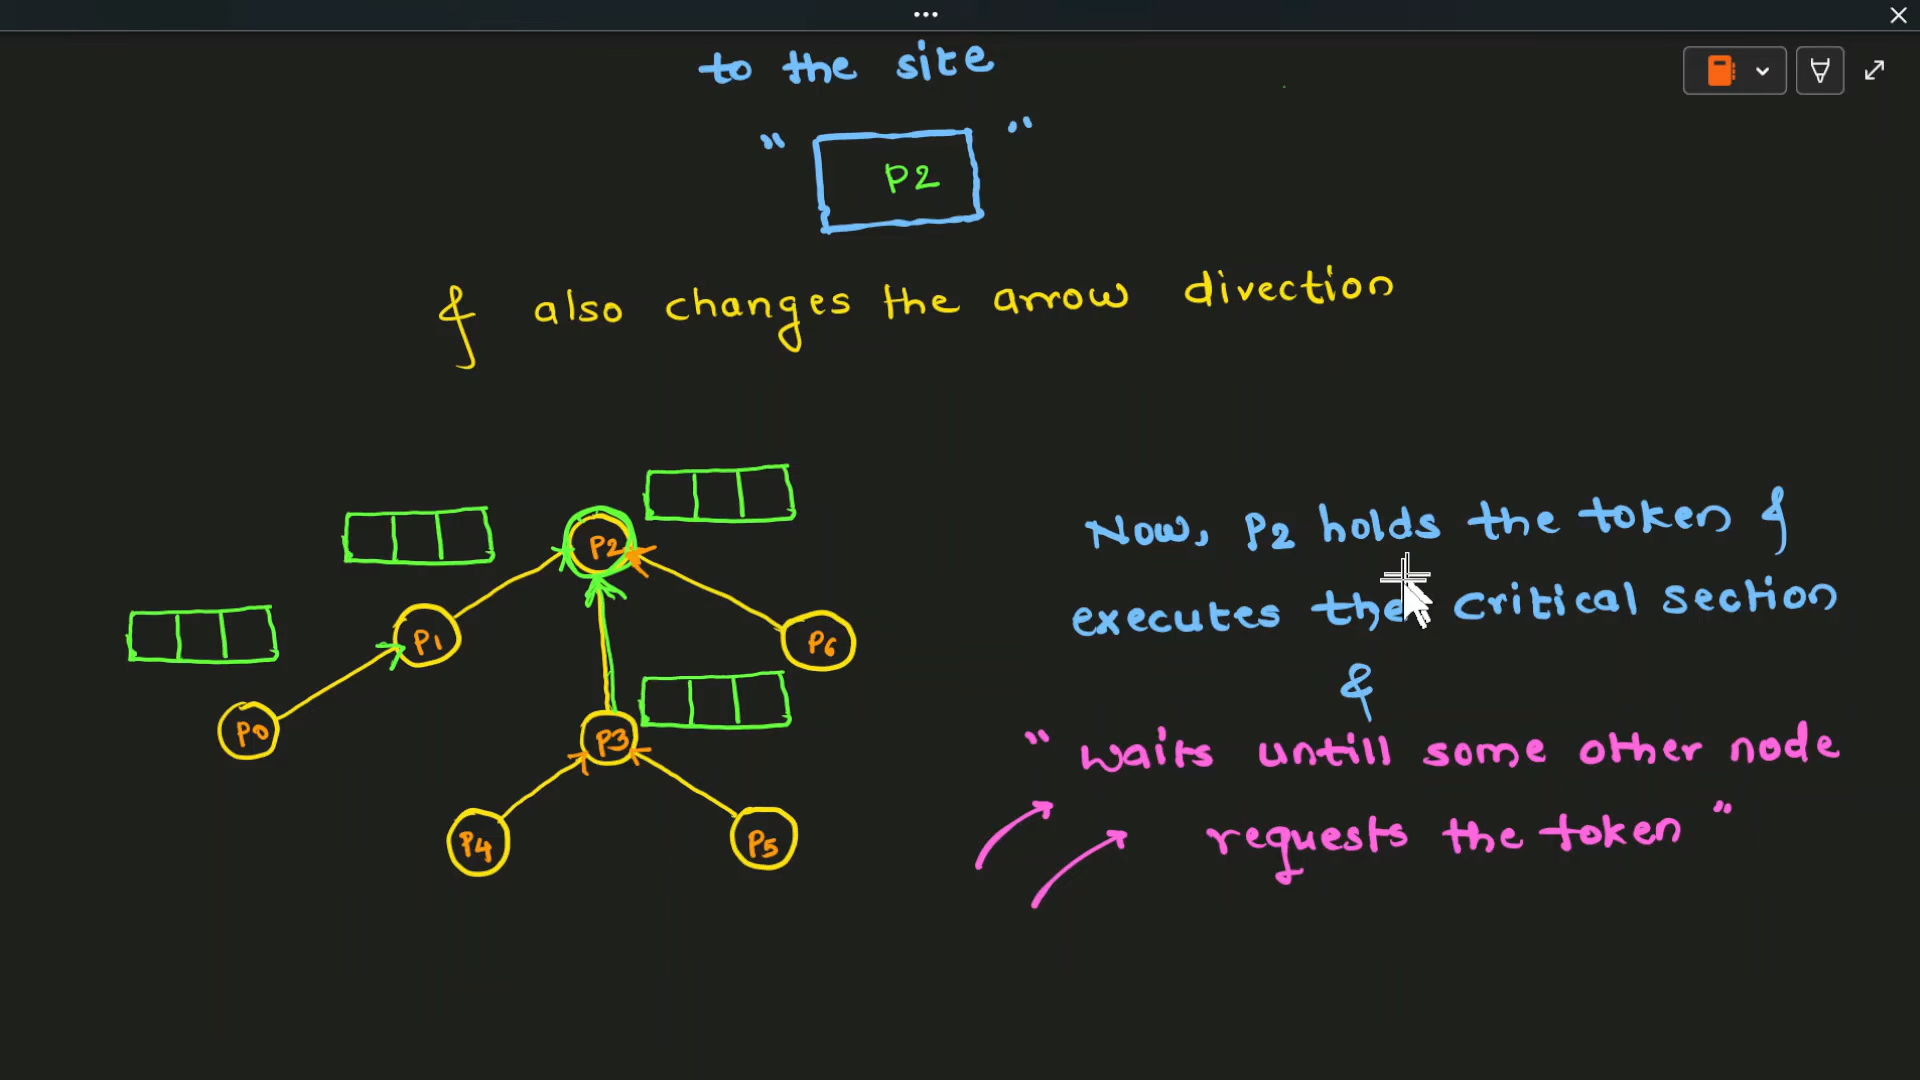 to the site
" P2 "
& also changes the arrow direction
P2
P1
P6
P0
P3
P4
P5
Now, P2 holds the token &
executes the critical section
&
" waits untill some other node
requests the token "